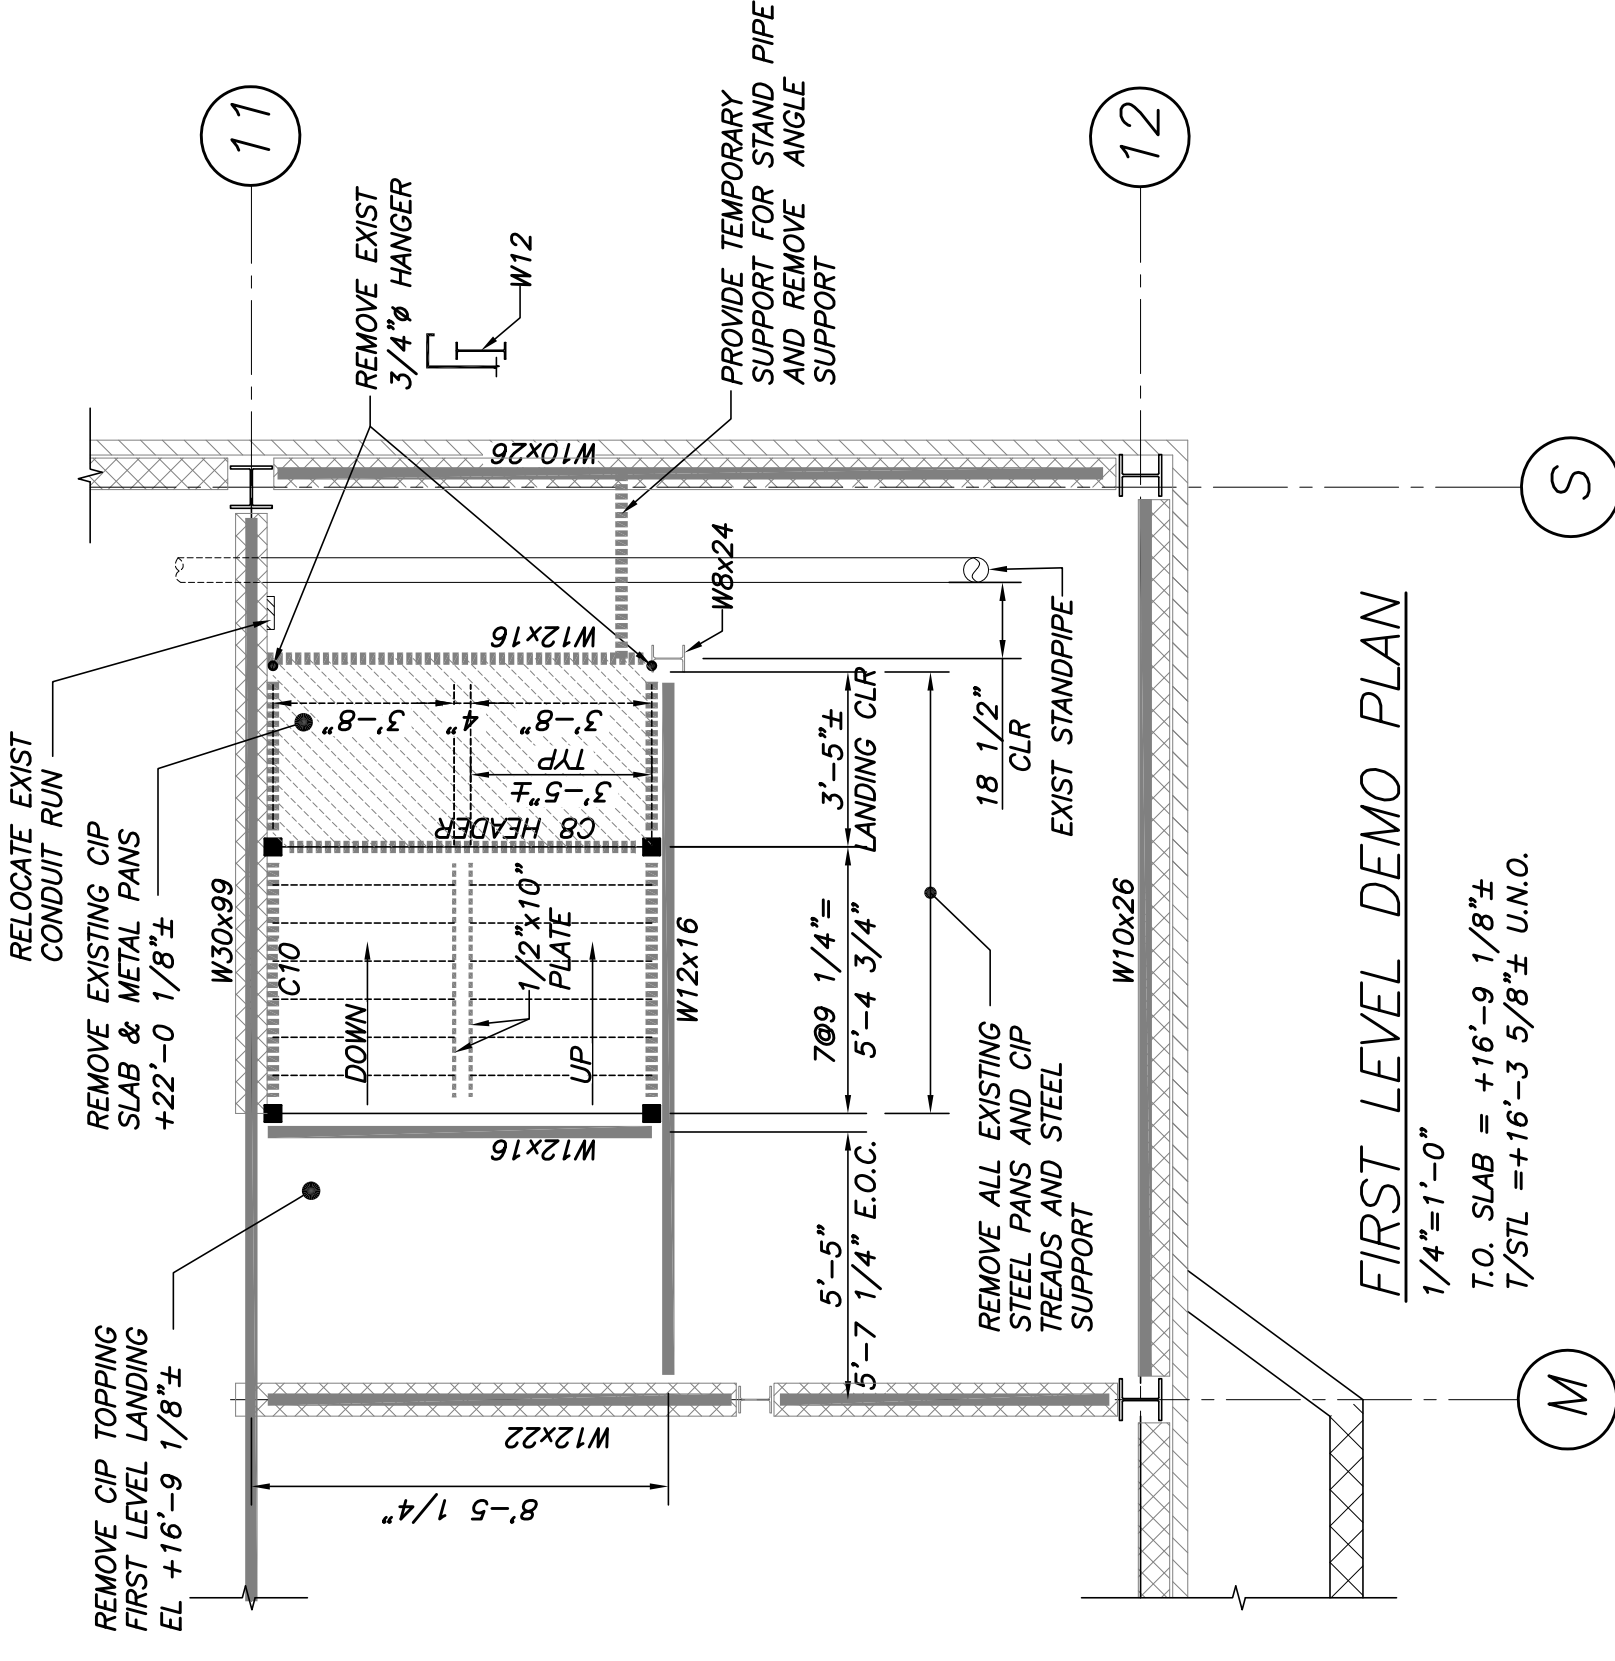 RELOCATE EXIST
CONDUIT RUN
REMOVE EXISTING CIP
SLAB & METAL PANS
+22'-0 1/8"±
REMOVE CIP TOPPING
FIRST LEVEL LANDING
EL +16'-9 1/8"±
11
12
S
M
REMOVE EXIST
3/4"ø HANGER
W12
PROVIDE TEMPORARY
SUPPORT FOR STAND PIPE
AND REMOVE ANGLE
SUPPORT
W10x26
W8x24
W12x16
W30x99
C10
3'-8"
4"
3'-8"
TYP
3'-5"±
C8 HEADER
DOWN
UP
1/2"x10"
PLATE
W12x16
W12x16
W12x22
8'-5 1/4"
3'-5"±
LANDING CLR
7@9 1/4"=
5'-4 3/4"
5'-5"
5'-7 1/4" E.O.C.
18 1/2"
CLR
EXIST STANDPIPE
REMOVE ALL EXISTING
STEEL PANS AND CIP
TREADS AND STEEL
SUPPORT
W10x26
FIRST LEVEL DEMO PLAN
1/4"=1'-0"
T.O. SLAB = +16'-9 1/8"±
T/STL =+16'-3 5/8"± U.N.O.